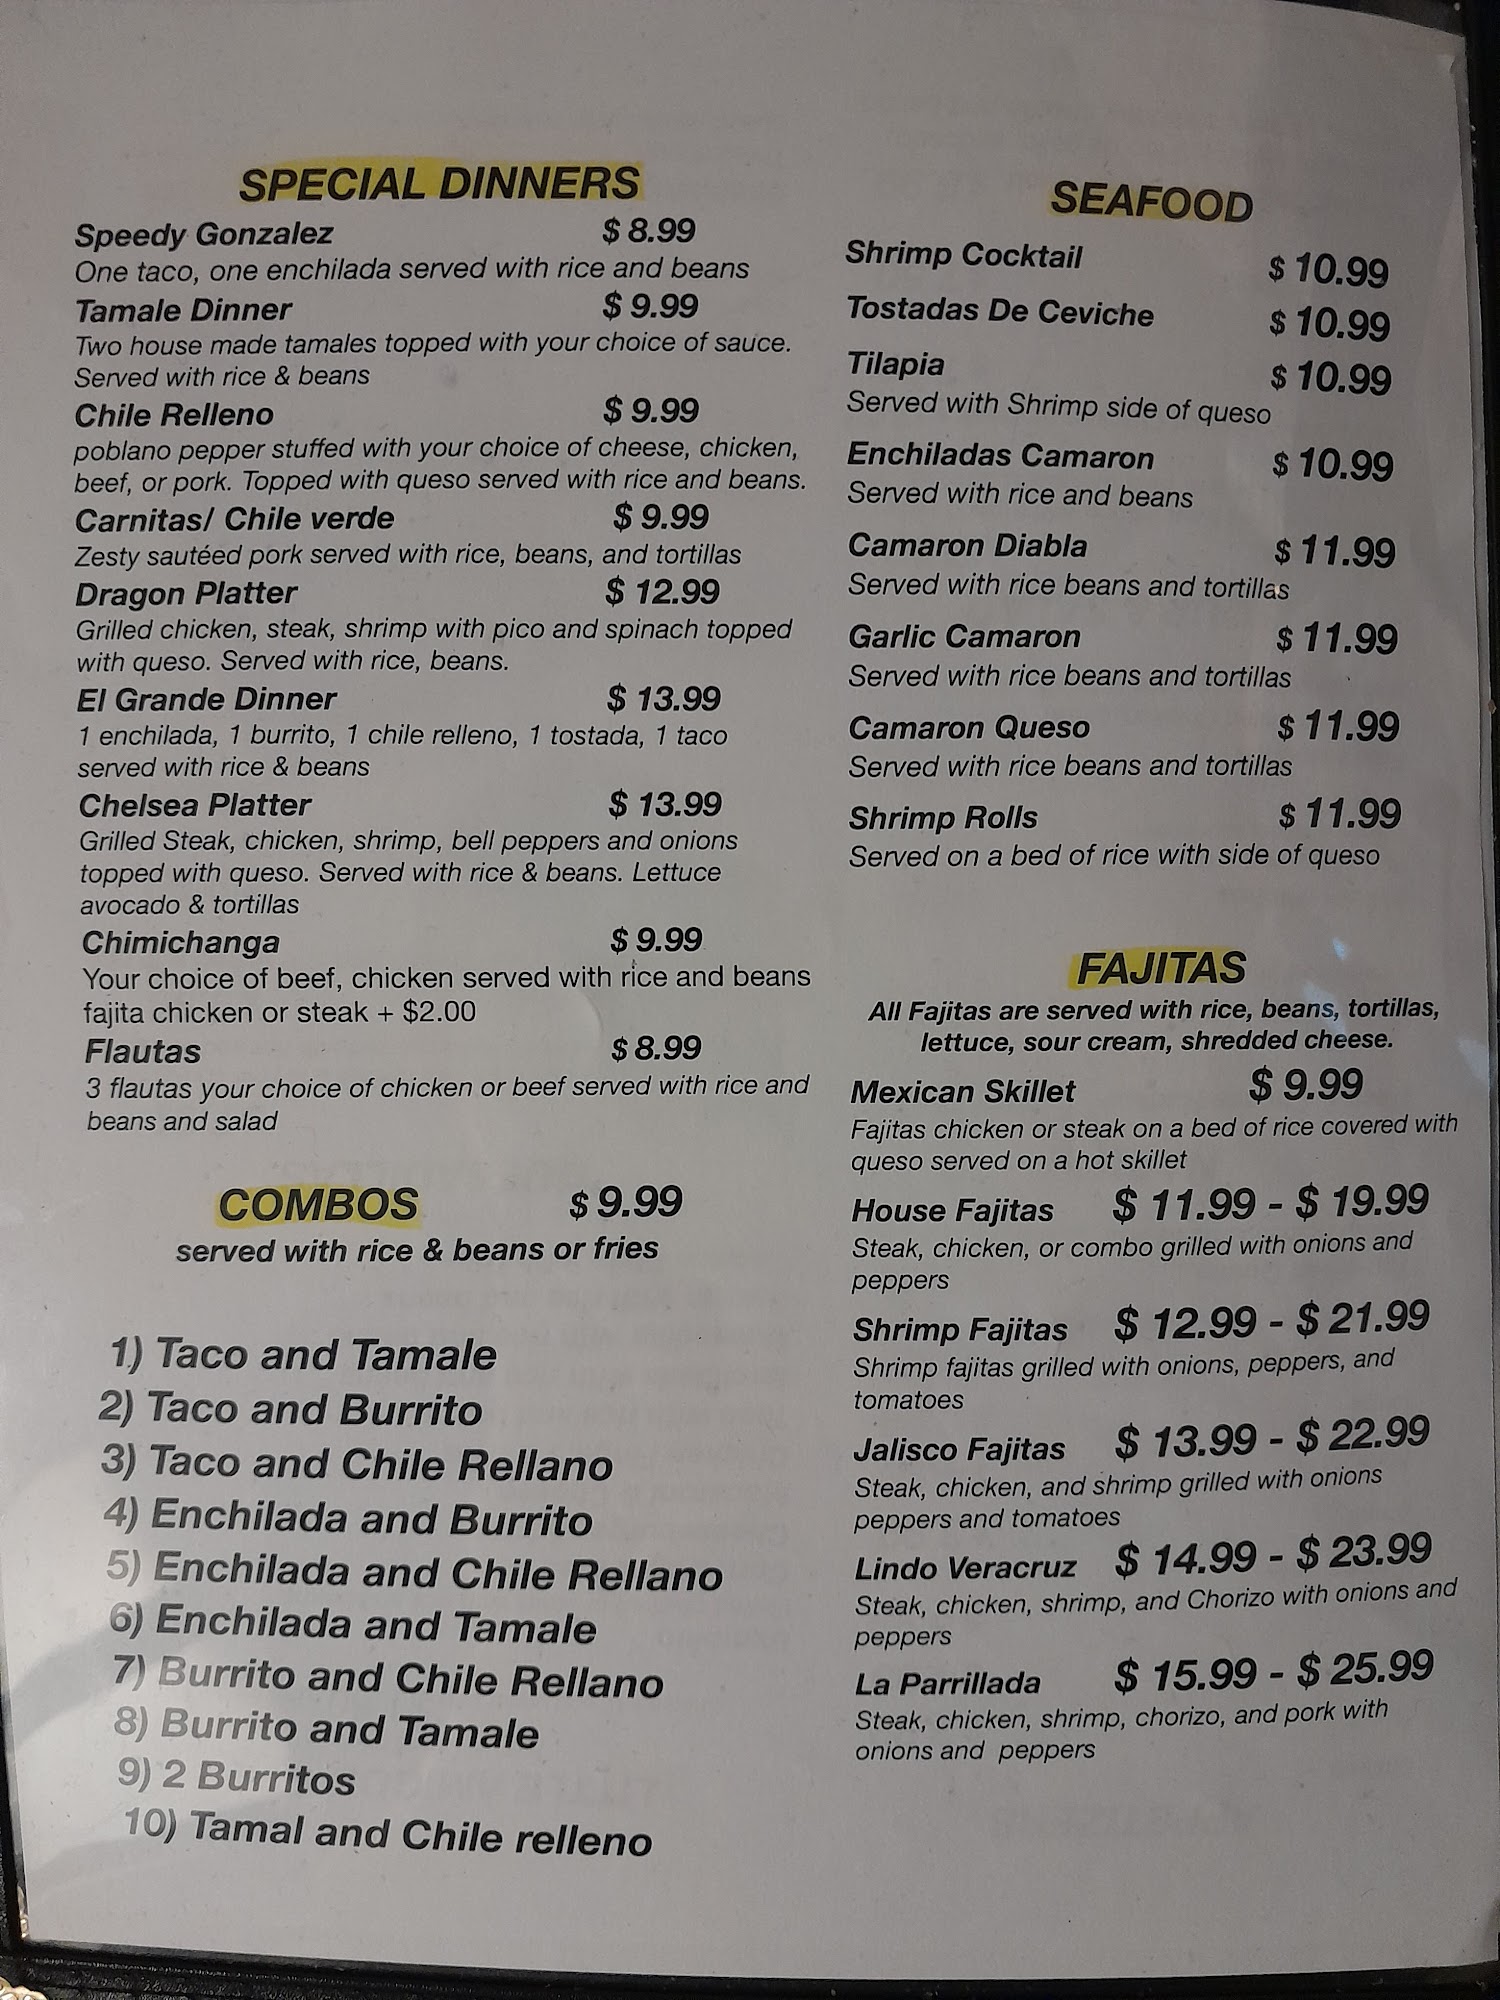 SPECIAL DINNERS
Speedy Gonzalez $ 8.99
One taco, one enchilada served with rice and beans
Tamale Dinner $ 9.99
Two house made tamales topped with your choice of sauce.
Served with rice & beans
Chile Relleno $ 9.99
poblano pepper stuffed with your choice of cheese, chicken,
beef, or pork. Topped with queso served with rice and beans.
Carnitas/ Chile verde $ 9.99
Zesty sautéed pork served with rice, beans, and tortillas
Dragon Platter $ 12.99
Grilled chicken, steak, shrimp with pico and spinach topped
with queso. Served with rice, beans.
El Grande Dinner $ 13.99
1 enchilada, 1 burrito, 1 chile relleno, 1 tostada, 1 taco
served with rice & beans
Chelsea Platter $ 13.99
Grilled Steak, chicken, shrimp, bell peppers and onions
topped with queso. Served with rice & beans. Lettuce
avocado & tortillas
Chimichanga $ 9.99
Your choice of beef, chicken served with rice and beans
fajita chicken or steak + $2.00
Flautas $ 8.99
3 flautas your choice of chicken or beef served with rice and
beans and salad
COMBOS $ 9.99
served with rice & beans or fries
1) Taco and Tamale
2) Taco and Burrito
3) Taco and Chile Rellano
4) Enchilada and Burrito
5) Enchilada and Chile Rellano
6) Enchilada and Tamale
7) Burrito and Chile Rellano
8) Burrito and Tamale
9) 2 Burritos
10) Tamal and Chile relleno
SEAFOOD
Shrimp Cocktail $ 10.99
Tostadas De Ceviche $ 10.99
Tilapia $ 10.99
Served with Shrimp side of queso
Enchiladas Camaron $ 10.99
Served with rice and beans
Camaron Diabla $ 11.99
Served with rice beans and tortillas
Garlic Camaron $ 11.99
Served with rice beans and tortillas
Camaron Queso $ 11.99
Served with rice beans and tortillas
Shrimp Rolls $ 11.99
Served on a bed of rice with side of queso
FAJITAS
All Fajitas are served with rice, beans, tortillas,
lettuce, sour cream, shredded cheese.
Mexican Skillet $ 9.99
Fajitas chicken or steak on a bed of rice covered with
queso served on a hot skillet
House Fajitas $ 11.99 - $ 19.99
Steak, chicken, or combo grilled with onions and
peppers
Shrimp Fajitas $ 12.99 - $ 21.99
Shrimp fajitas grilled with onions, peppers, and
tomatoes
Jalisco Fajitas $ 13.99 - $ 22.99
Steak, chicken, and shrimp grilled with onions
peppers and tomatoes
Lindo Veracruz $ 14.99 - $ 23.99
Steak, chicken, shrimp, and Chorizo with onions and
peppers
La Parrillada $ 15.99 - $ 25.99
Steak, chicken, shrimp, chorizo, and pork with
onions and peppers